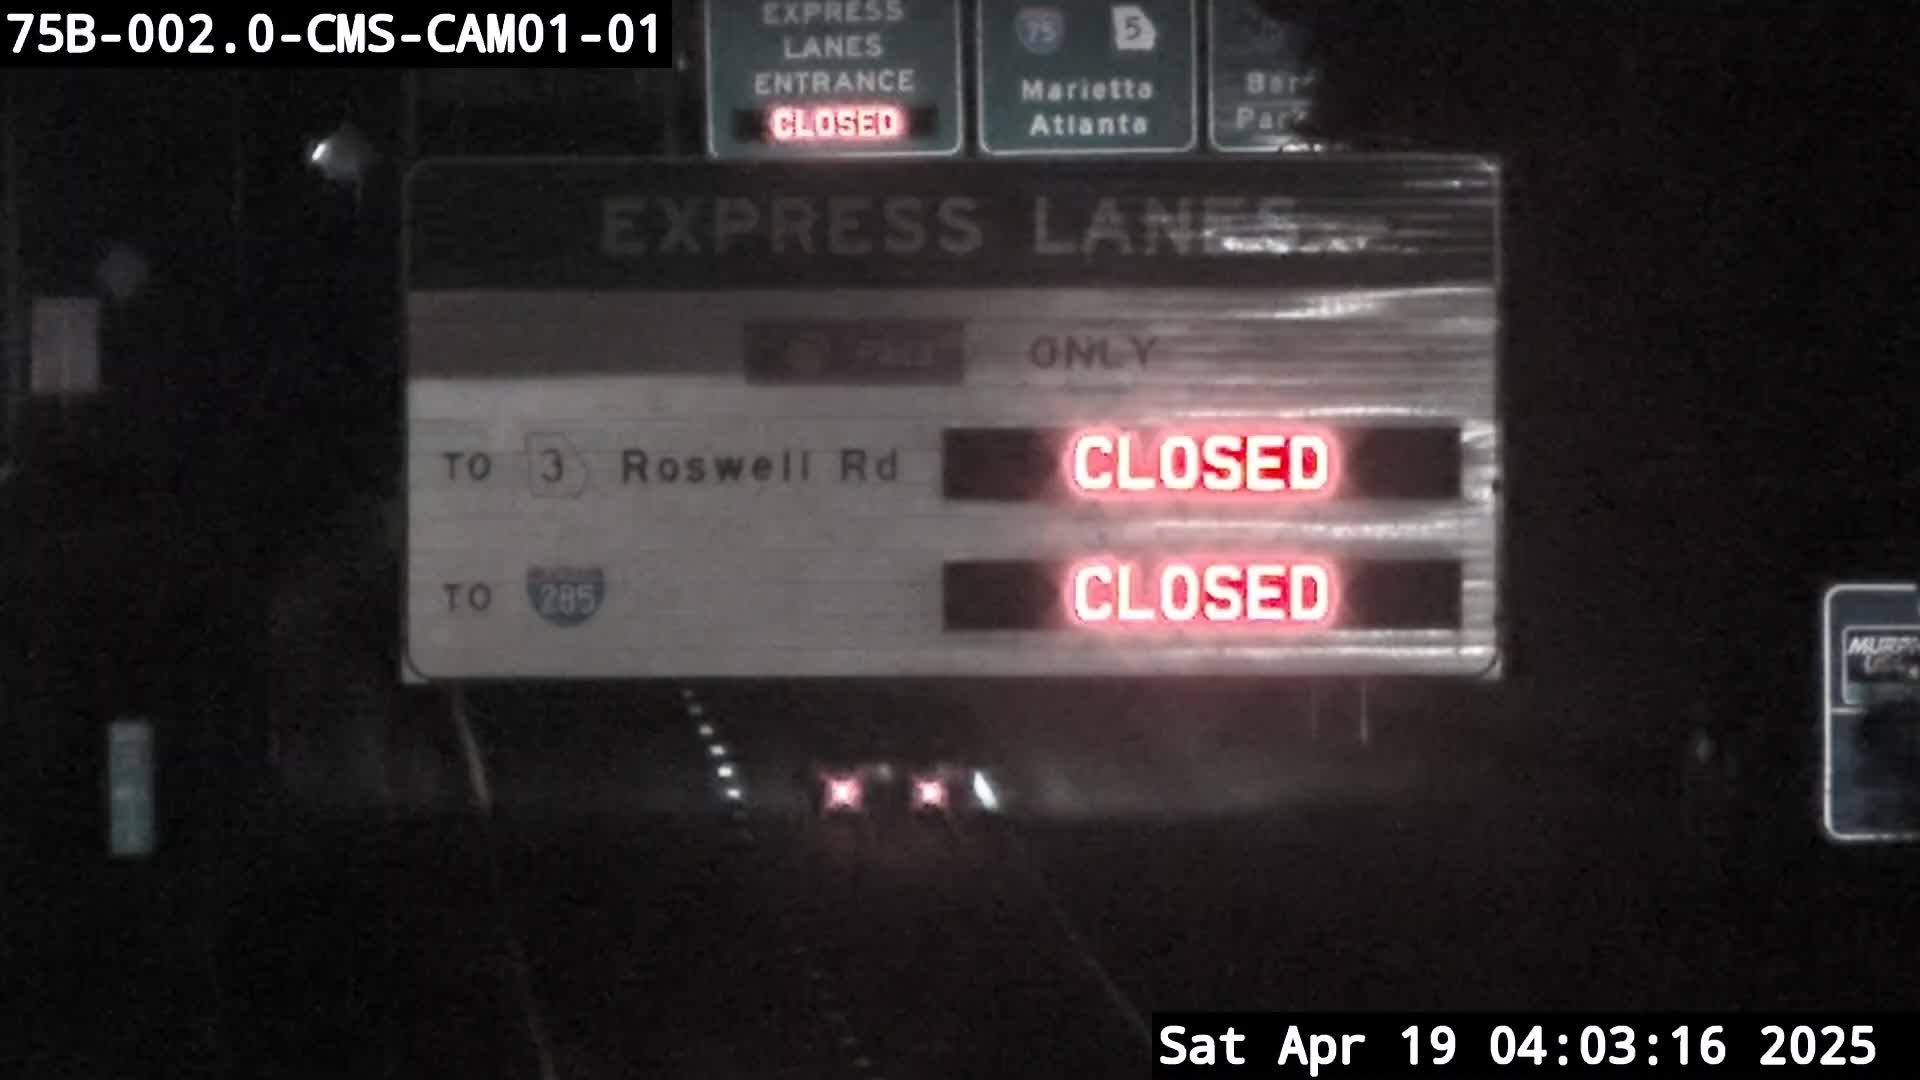 75B-002.0-CMS-CAM01-01
EXPRESS
LANES
ENTRANCE
CLOSED
75 5
Marietta
Atlanta
EXPRESS LANES
ONLY
TO 3 Roswell Rd CLOSED
TO 285 CLOSED
Sat Apr 19 04:03:16 2025